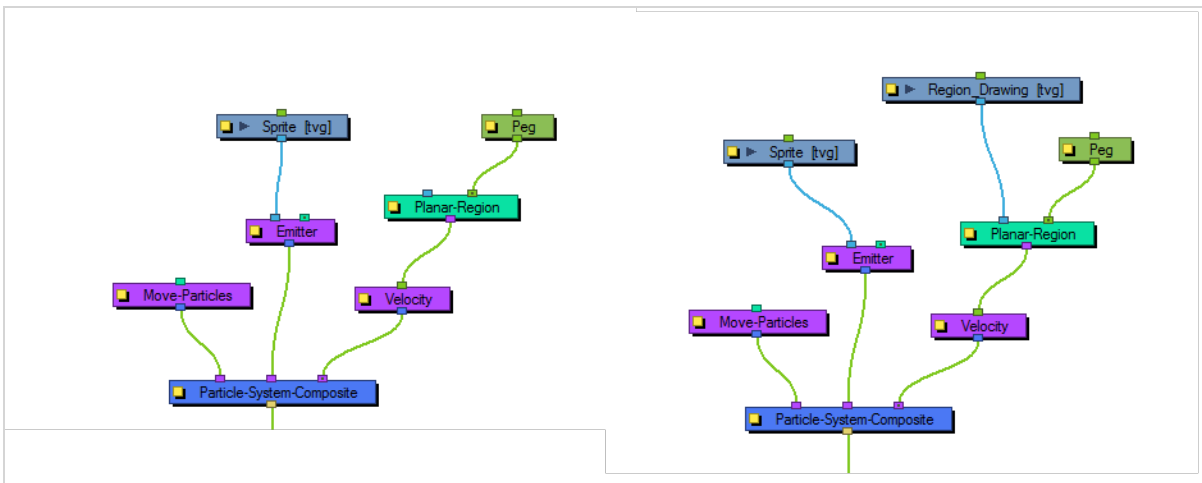 Sprite [tvg]
Peg
Planar-Region
Emitter
Move-Particles
Velocity
Particle-System-Composite
Region_Drawing [tvg]
Sprite [tvg]
Peg
Planar-Region
Emitter
Move-Particles
Velocity
Particle-System-Composite